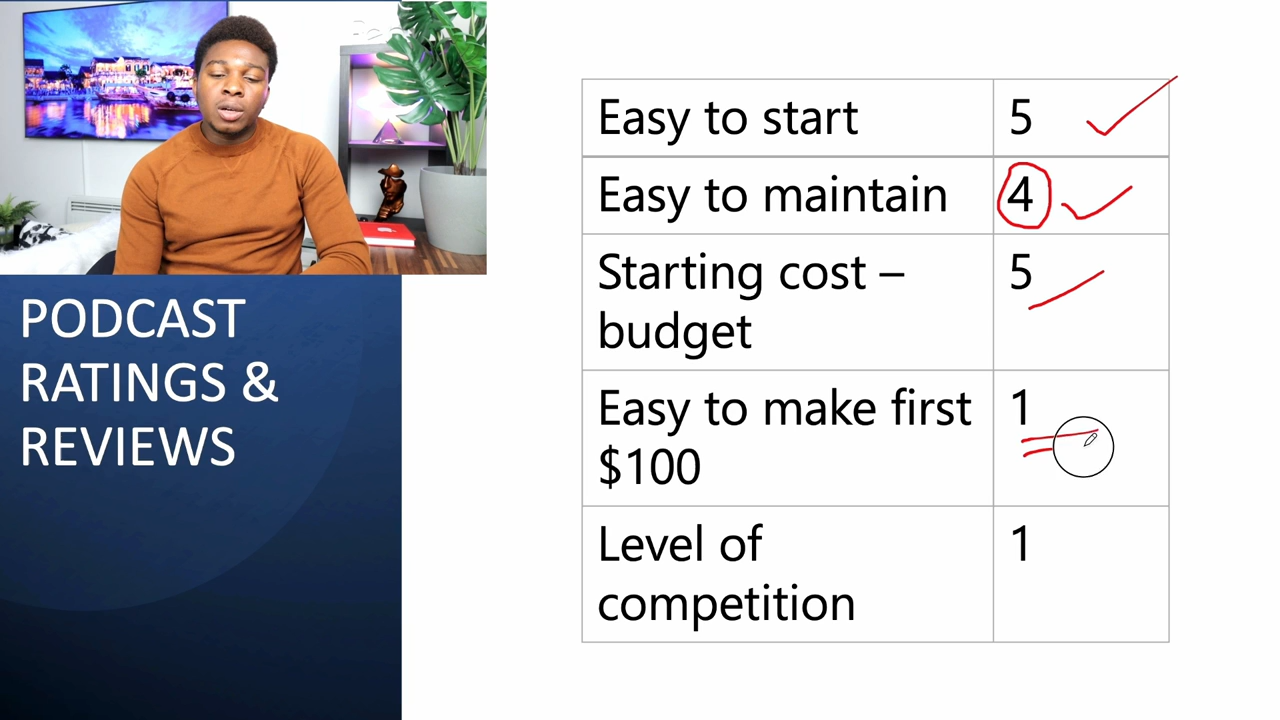 PODCAST
RATINGS &
REVIEWS
Easy to start 5
Easy to maintain 4
Starting cost – 5
budget
Easy to make first 1
$100
Level of 1
competition